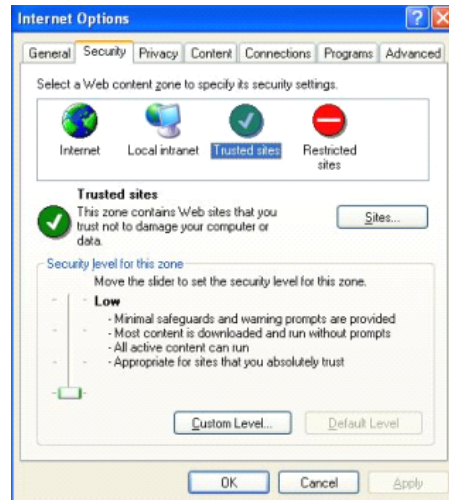 Internet Options
General Security Privacy Content Connections Programs Advanced
Select a Web content zone to specify its security settings.
Internet Local intranet Trusted sites Restricted
sites
Trusted sites
This zone contains Web sites that you
trust not to damage your computer or
data.
Sites...
Security level for this zone
Move the slider to set the security level for this zone.
Low
- Minimal safeguards and warning prompts are provided
- Most content is downloaded and run without prompts
- All active content can run
- Appropriate for sites that you absolutely trust
Custom Level... Default Level
OK Cancel Apply